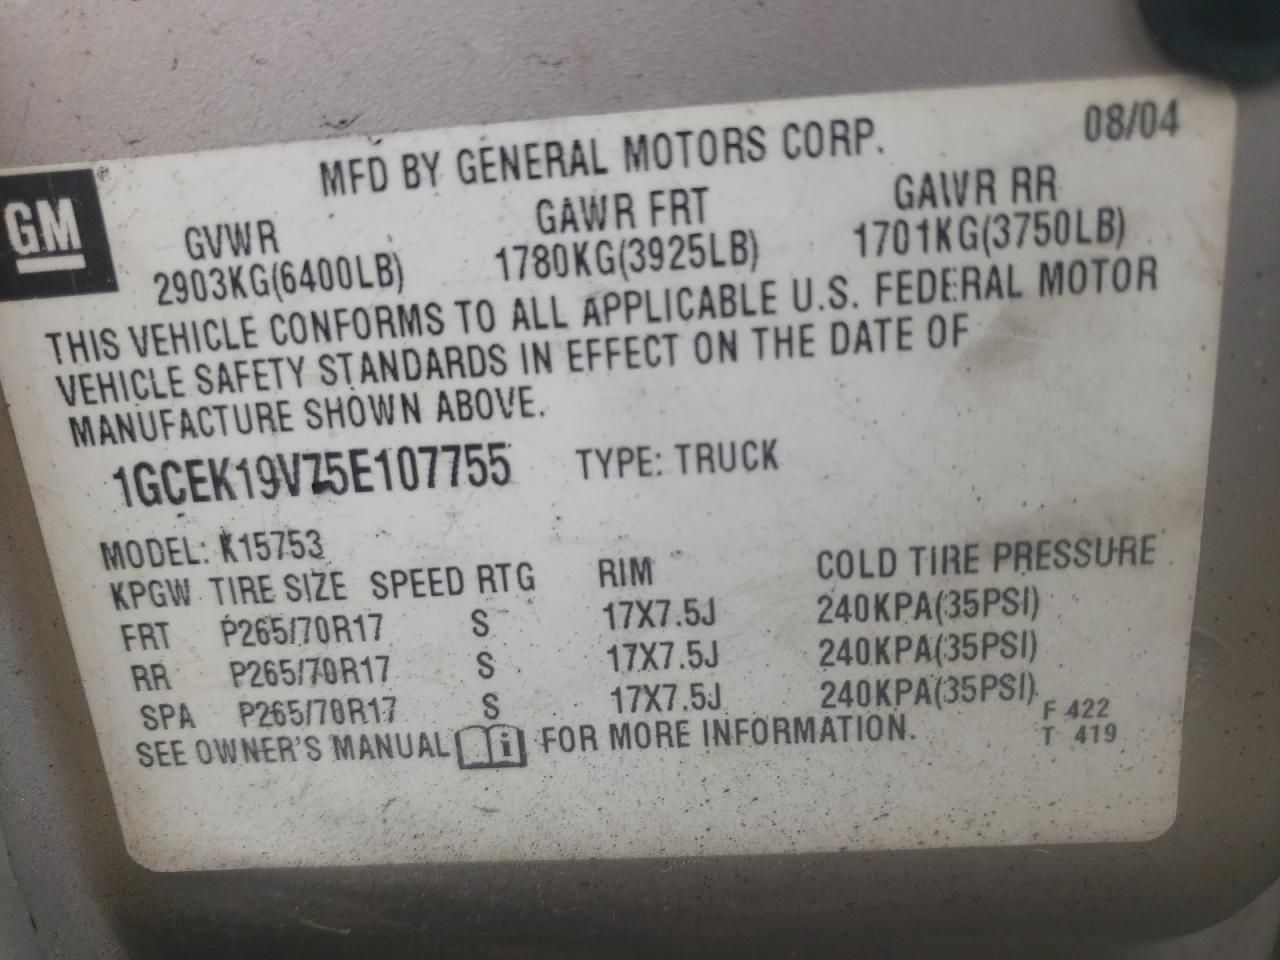 08/04
MFD BY GENERAL MOTORS CORP.
GM ®
GVWR GAWR FRT GAWR RR
2903KG(6400LB) 1780KG(3925LB) 1701KG(3750LB)
THIS VEHICLE CONFORMS TO ALL APPLICABLE U.S. FEDERAL MOTOR
VEHICLE SAFETY STANDARDS IN EFFECT ON THE DATE OF
MANUFACTURE SHOWN ABOVE.
1GCEK19VZ5E107755 TYPE: TRUCK
MODEL: K15753
KPGW TIRE SIZE SPEED RTG RIM COLD TIRE PRESSURE
FRT P265/70R17 S 17X7.5J 240KPA(35PSI)
RR P265/70R17 S 17X7.5J 240KPA(35PSI)
SPA P265/70R17 S 17X7.5J 240KPA(35PSI)
SEE OWNER'S MANUAL i FOR MORE INFORMATION.
F 422
T 419